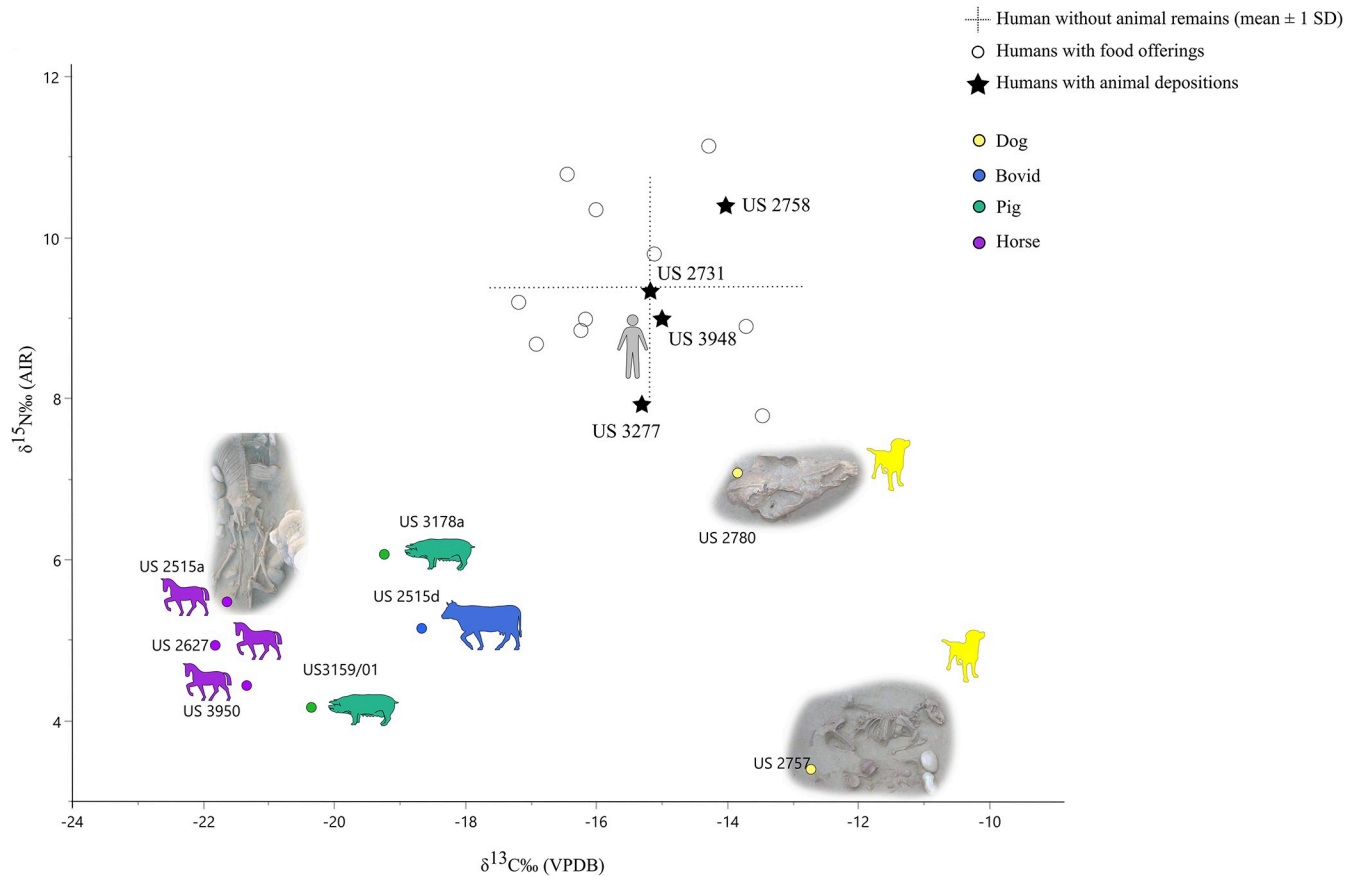 Human without animal remains (mean ± 1 SD)
Humans with food offerings
Humans with animal depositions
Dog
Bovid
Pig
Horse
12
10
8
6
4
δ15N‰ (AIR)
US 2758
US 2731
US 3948
US 3277
US 2780
US 3178a
US 2515a
US 2515d
US 2627
US3159/01
US 3950
US 2757
-24
-22
-20
-18
-16
-14
-12
-10
δ13C‰ (VPDB)